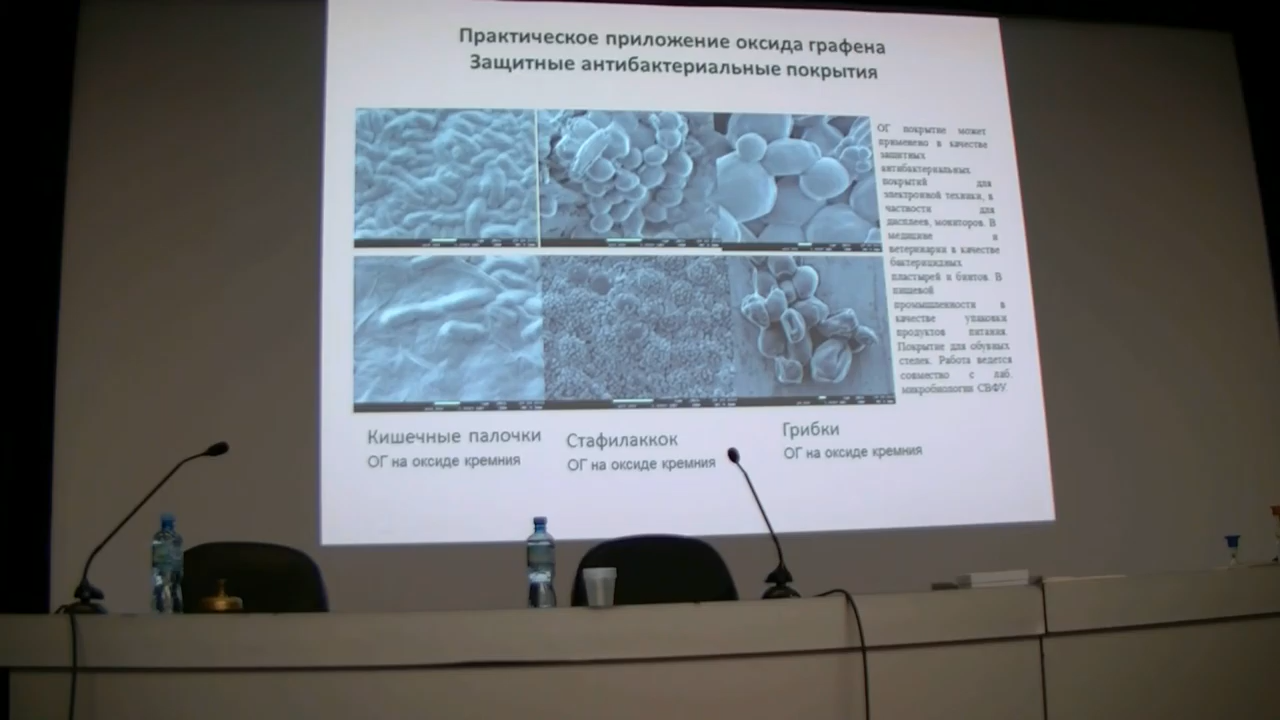 Практическое приложение оксида графена
Защитные антибактериальные покрытия
ОГ покрытие может
применено в качестве
защитных
антибактериальных
покрытий для
электронной техники, в
частности для
дисплеев, мониторов. В
медицине и
ветеринарии в качестве
бактерицидных
пластырей и бинтов. В
пищевой
промышленности в
качестве упаковки
продуктов питания.
Покрытие для обувных
стелек. Работа ведется
совместно с лаб.
микробиологии СВФУ
Кишечные палочки
ОГ на оксиде кремния
Стафилаккок
ОГ на оксиде кремния
Грибки
ОГ на оксиде кремния